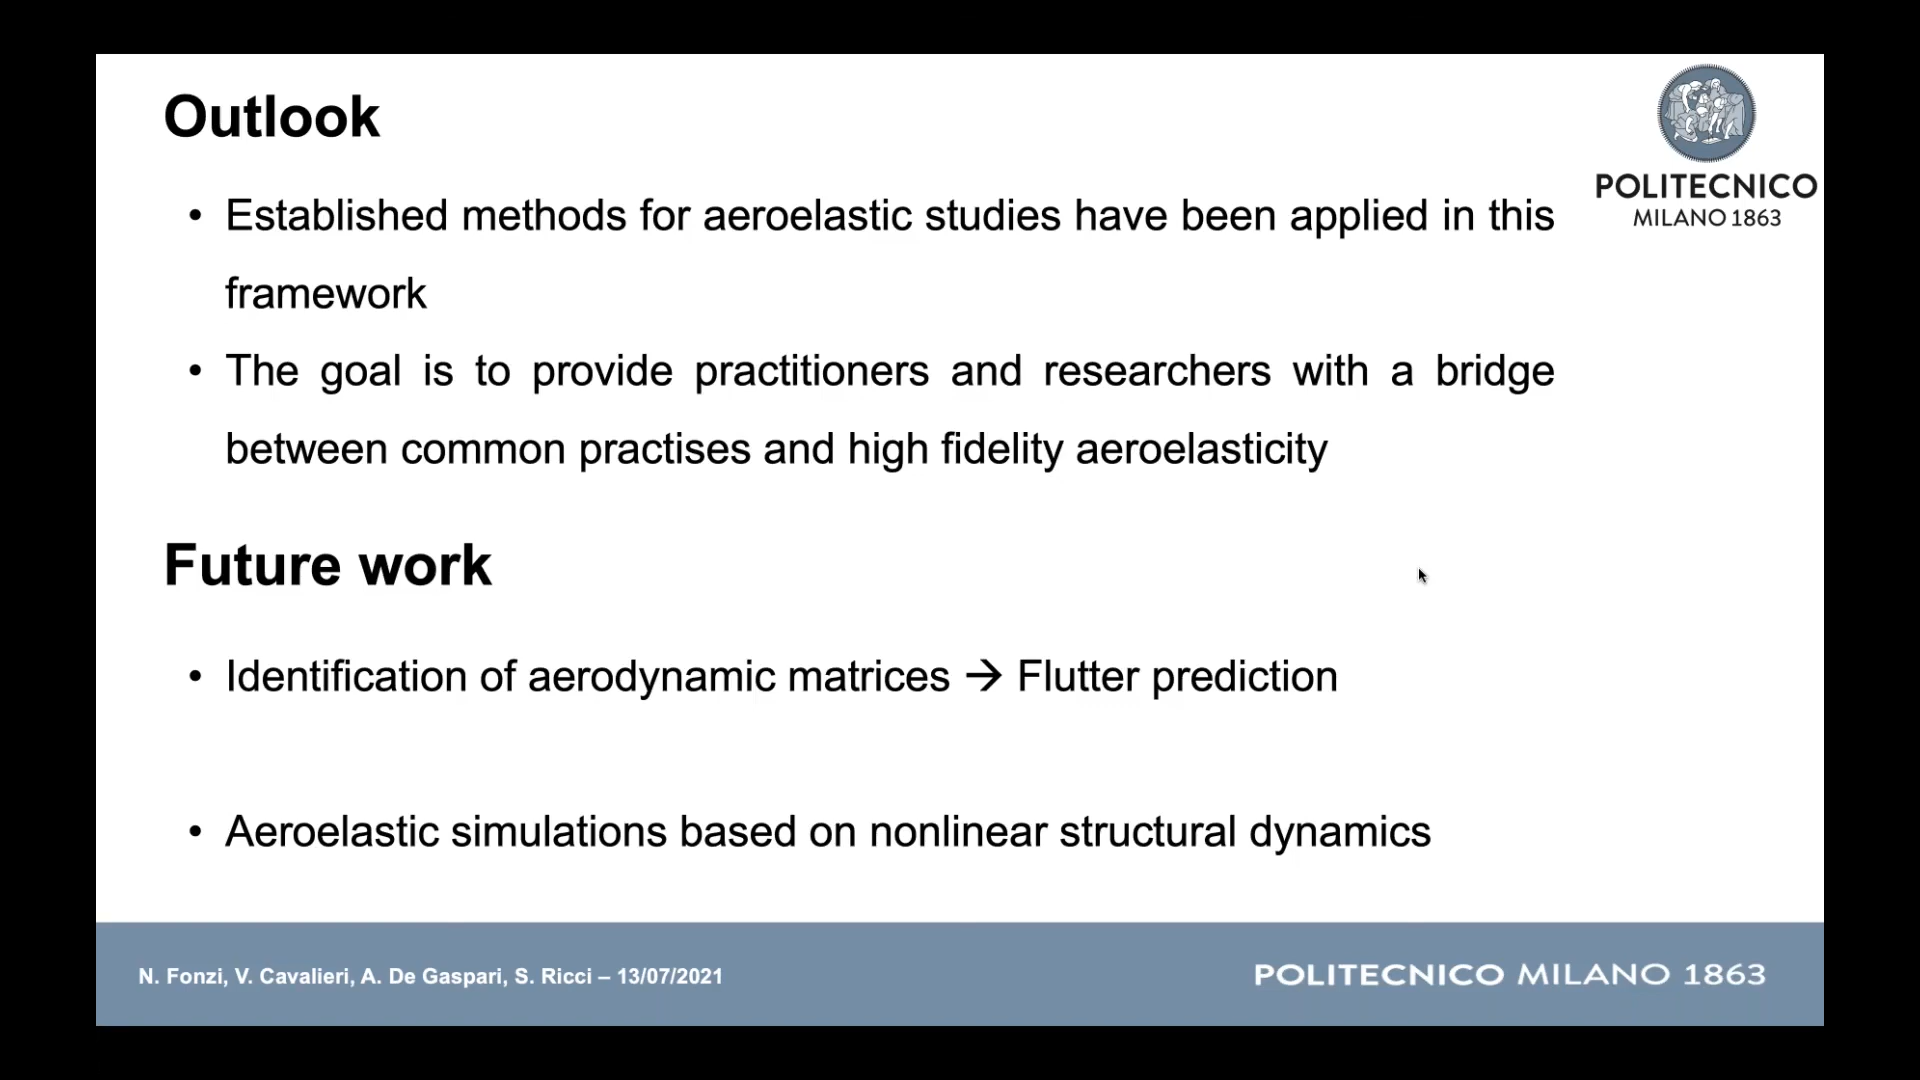 Outlook
POLITECNICO
MILANO 1863
• Established methods for aeroelastic studies have been applied in this
framework
• The goal is to provide practitioners and researchers with a bridge
between common practises and high fidelity aeroelasticity
Future work
• Identification of aerodynamic matrices → Flutter prediction
• Aeroelastic simulations based on nonlinear structural dynamics
N. Fonzi, V. Cavalieri, A. De Gaspari, S. Ricci – 13/07/2021
POLITECNICO MILANO 1863